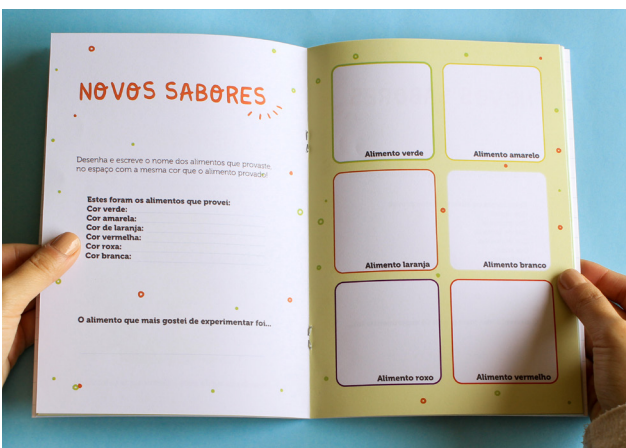 NOVOS SABORES
Desenha e escreve o nome dos alimentos que provaste,
no espaço com a mesma cor que o alimento provado!
Estes foram os alimentos que provei:
Cor verde:
Cor amarela:
Cor de laranja:
Cor vermelha:
Cor roxa:
Cor branca:
O alimento que mais gostei de experimentar foi...
Alimento verde
Alimento amarelo
Alimento laranja
Alimento branco
Alimento roxo
Alimento vermelho